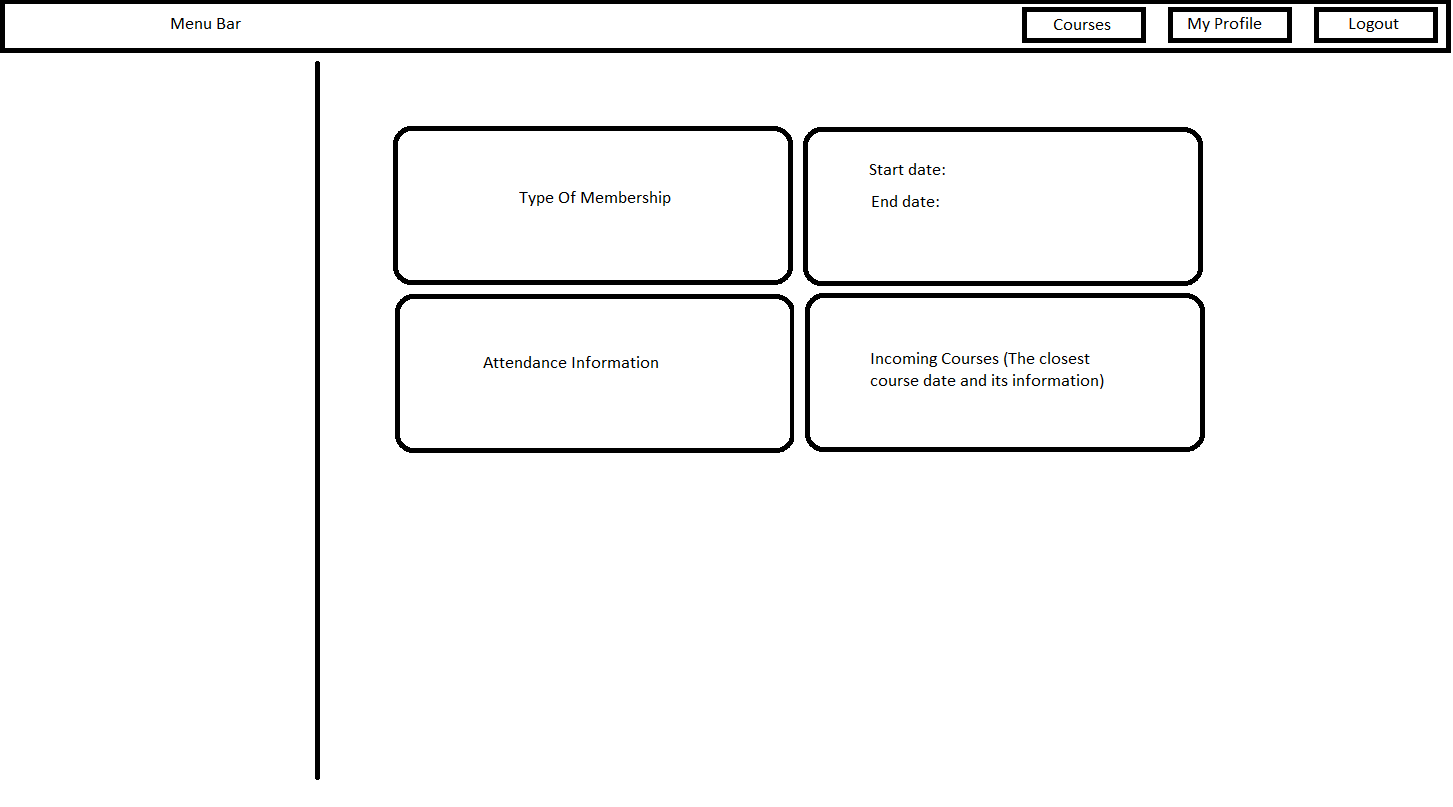 Menu Bar
Courses
My Profile
Logout
Type Of Membership
Start date:
End date:
Attendance Information
Incoming Courses (The closest
course date and its information)